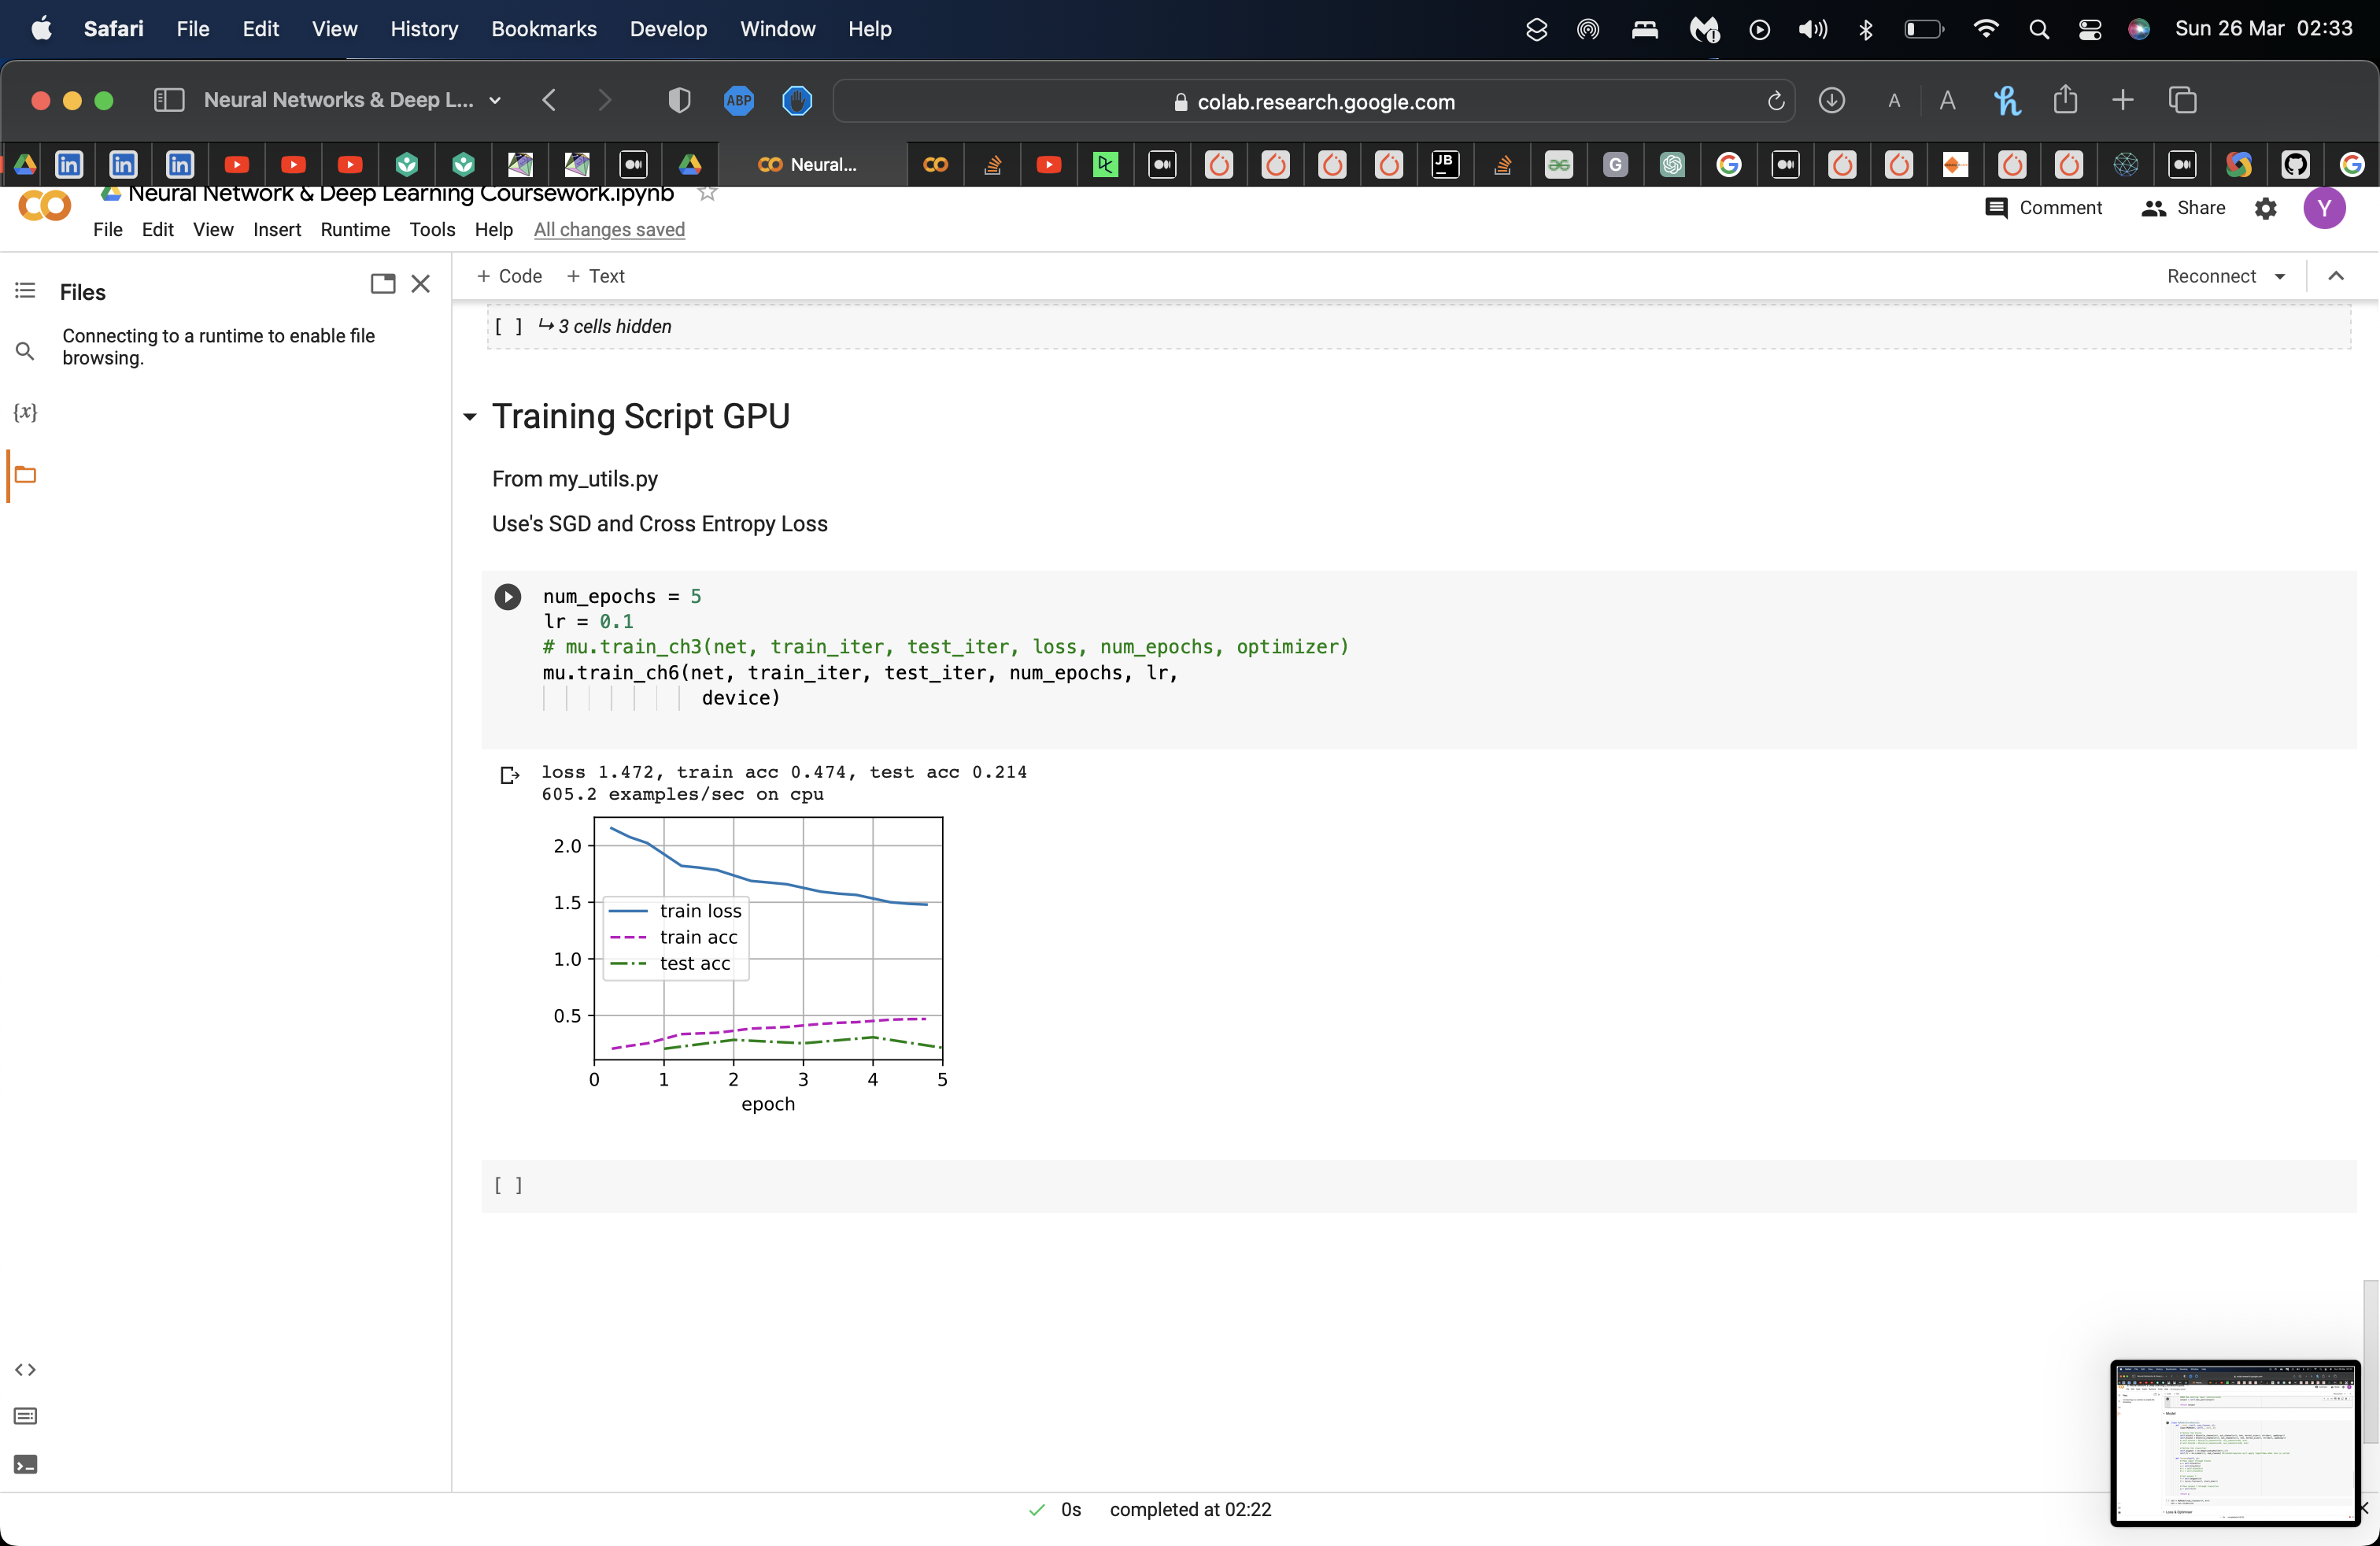 Safari File Edit View History Bookmarks Develop Window Help Sun 26 Mar 02:33
Neural Networks & Deep L... ABP colab.research.google.com A A
Neural...
Neural Network & Deep Learning Coursework.ipynb
File Edit View Insert Runtime Tools Help All changes saved Comment Share Y
Files
Connecting to a runtime to enable file
browsing.
{x}
+ Code + Text Reconnect
[ ] ↳ 3 cells hidden
Training Script GPU
From my_utils.py
Use's SGD and Cross Entropy Loss
num_epochs = 5
lr = 0.1
# mu.train_ch3(net, train_iter, test_iter, loss, num_epochs, optimizer)
mu.train_ch6(net, train_iter, test_iter, num_epochs, lr,
device)
loss 1.472, train acc 0.474, test acc 0.214
605.2 examples/sec on cpu
2.0
1.5
1.0
0.5
train loss
train acc
test acc
0 1 2 3 4 5
epoch
[ ]
0s completed at 02:22